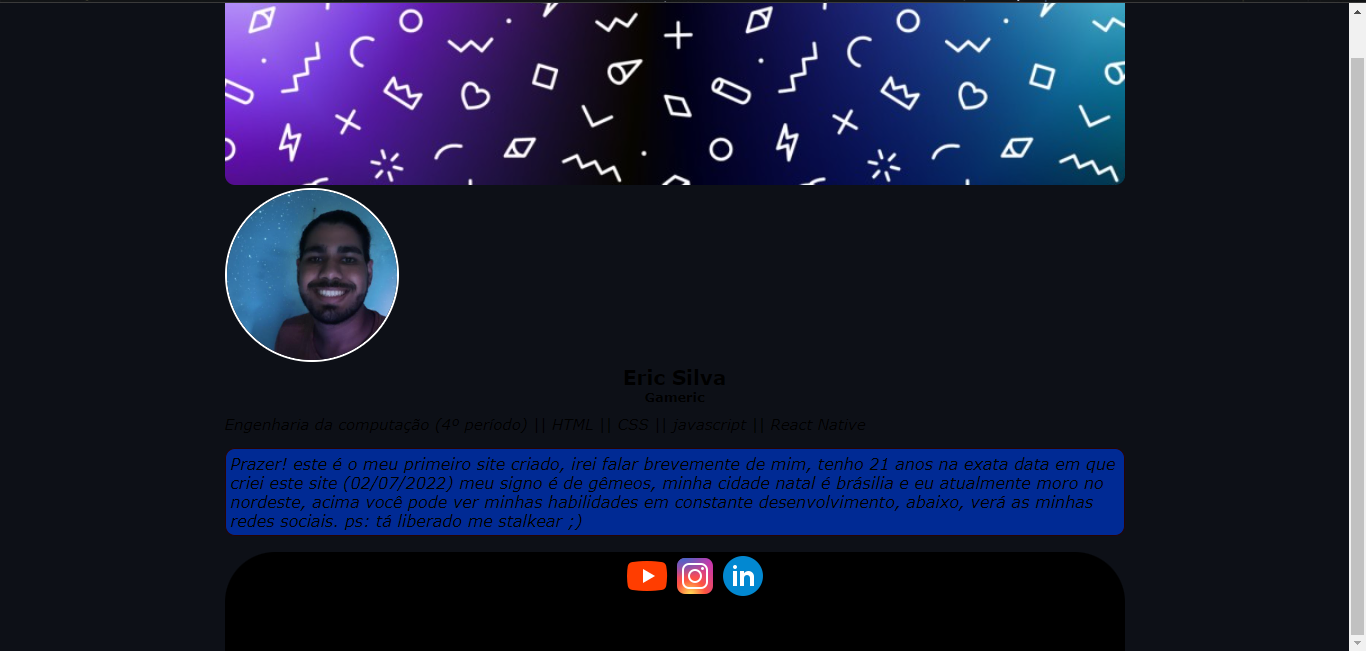 Eric Silva
Gameric
Engenharia da computação (4º período) || HTML || CSS || javascript || React Native
Prazer! este é o meu primeiro site criado, irei falar brevemente de mim, tenho 21 anos na exata data em que
criei este site (02/07/2022) meu signo é de gêmeos, minha cidade natal é brásilia e eu atualmente moro no
nordeste, acima você pode ver minhas habilidades em constante desenvolvimento, abaixo, verá as minhas
redes sociais. ps: tá liberado me stalkear ;)
in